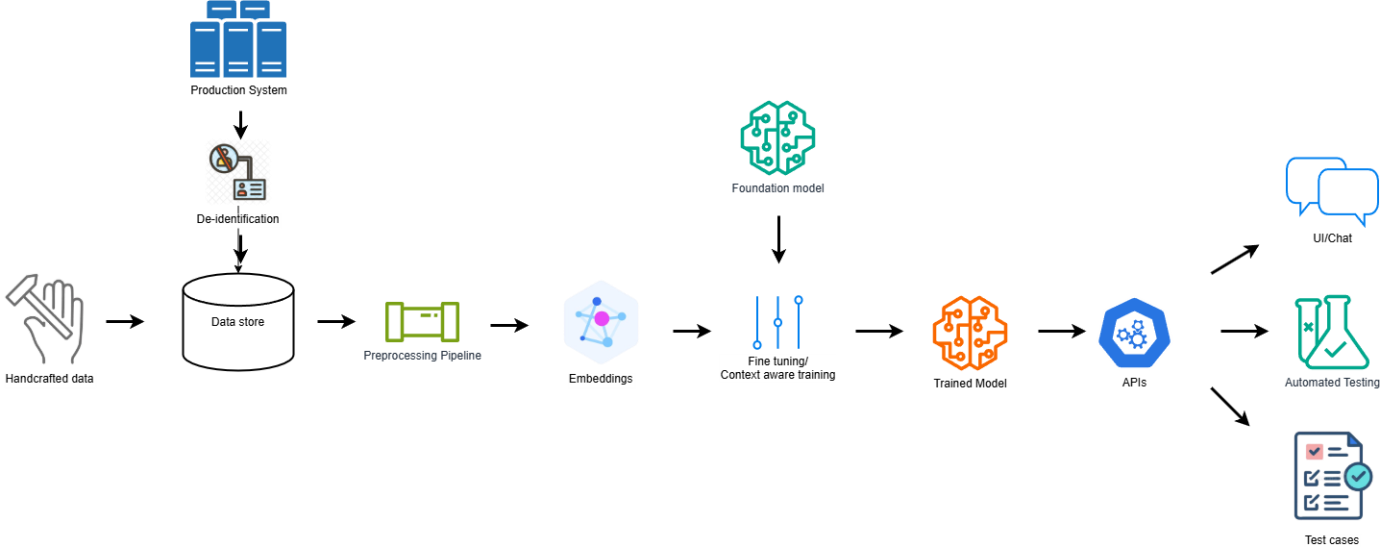 Production System
De-identification
Handcrafted data
Data store
Preprocessing Pipeline
Embeddings
Foundation model
Fine tuning/
Context aware training
Trained Model
APIs
UI/Chat
Automated Testing
Test cases